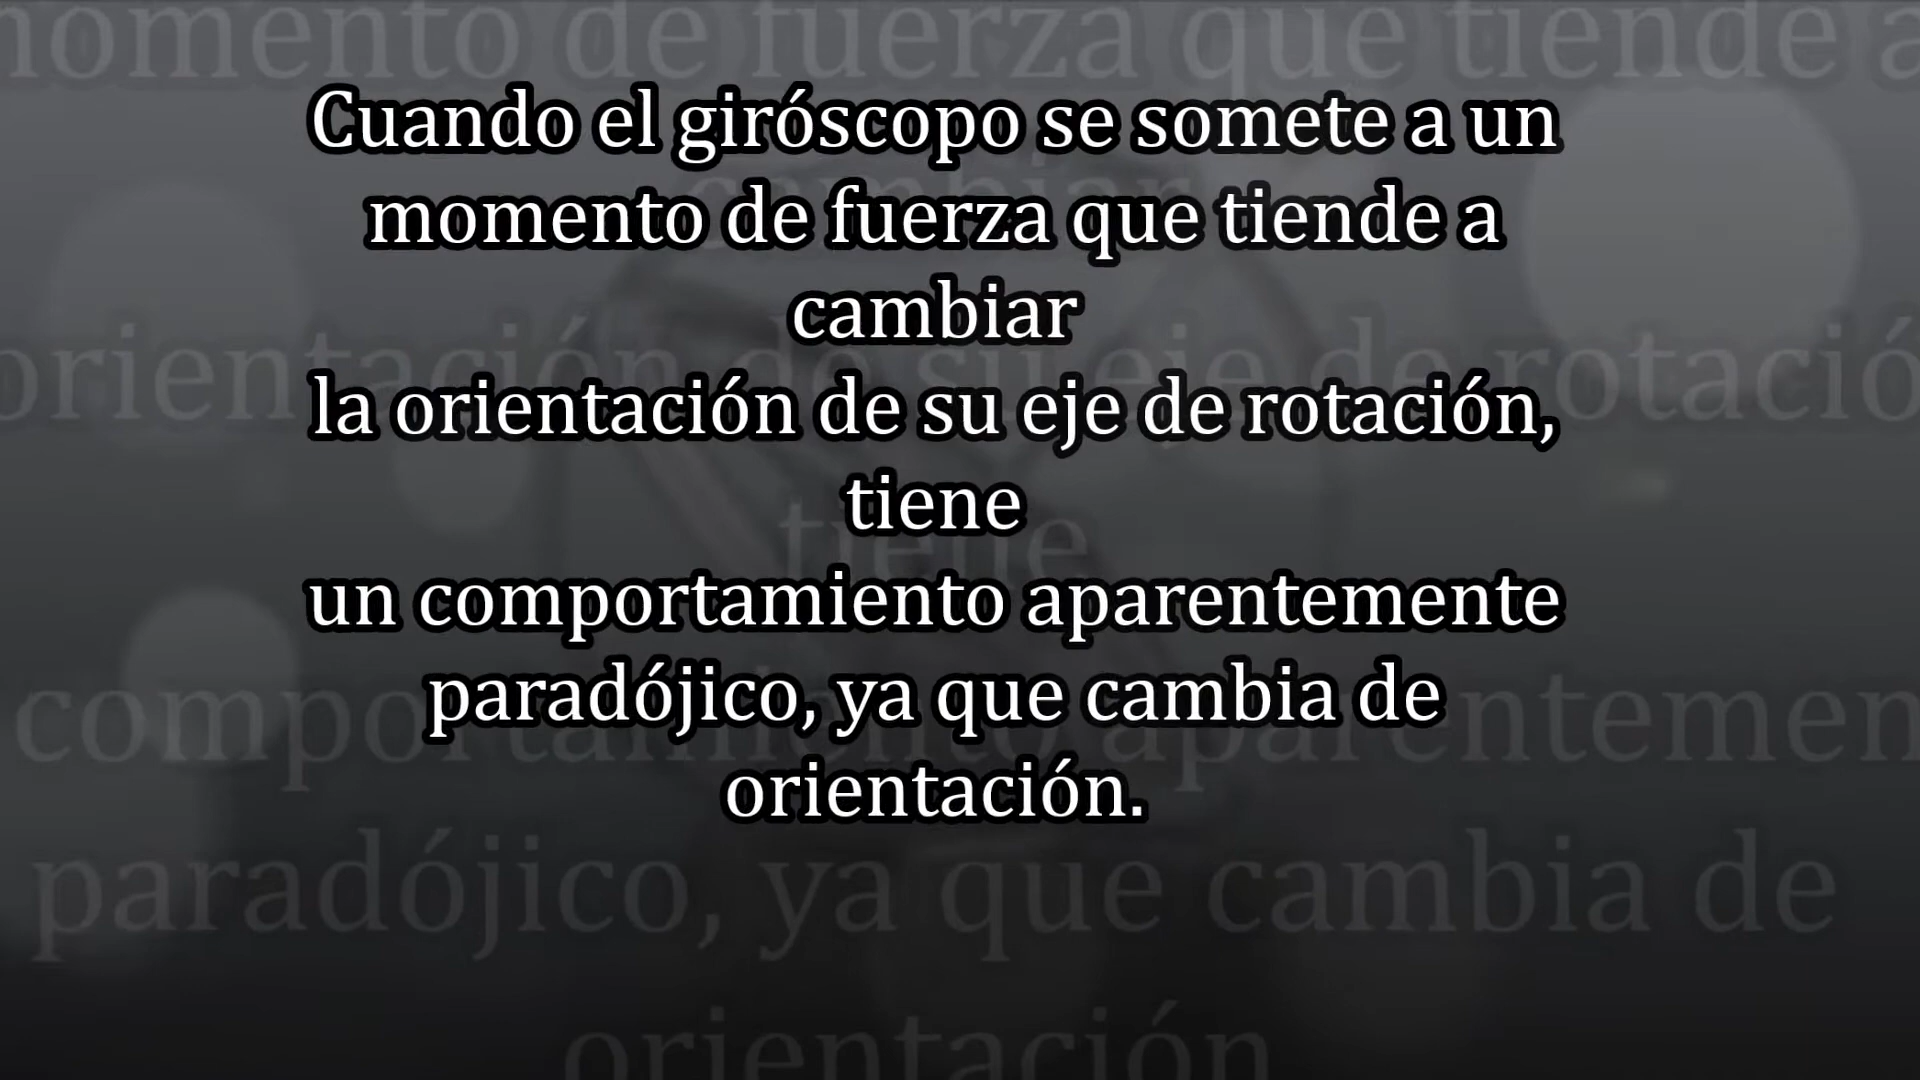 Cuando el giróscopo se somete a un
momento de fuerza que tiende a
cambiar
la orientación de su eje de rotación,
tiene
un comportamiento aparentemente
paradójico, ya que cambia de
orientación.